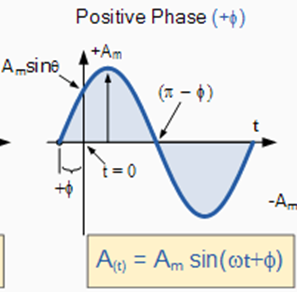 Positive Phase (+ϕ)
+Aₘ
Aₘsinθ
(π − ϕ)
t
+ϕ
t = 0
-Aₘ
A₍ₜ₎ = Aₘ sin(ωt+ϕ)